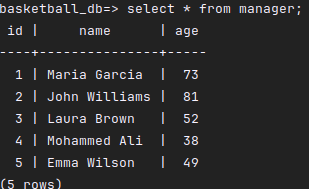 basketball_db=> select * from manager;
 id |     name      | age
----+---------------+-----
  1 | Maria Garcia  |  73
  2 | John Williams |  81
  3 | Laura Brown   |  52
  4 | Mohammed Ali  |  38
  5 | Emma Wilson   |  49
(5 rows)